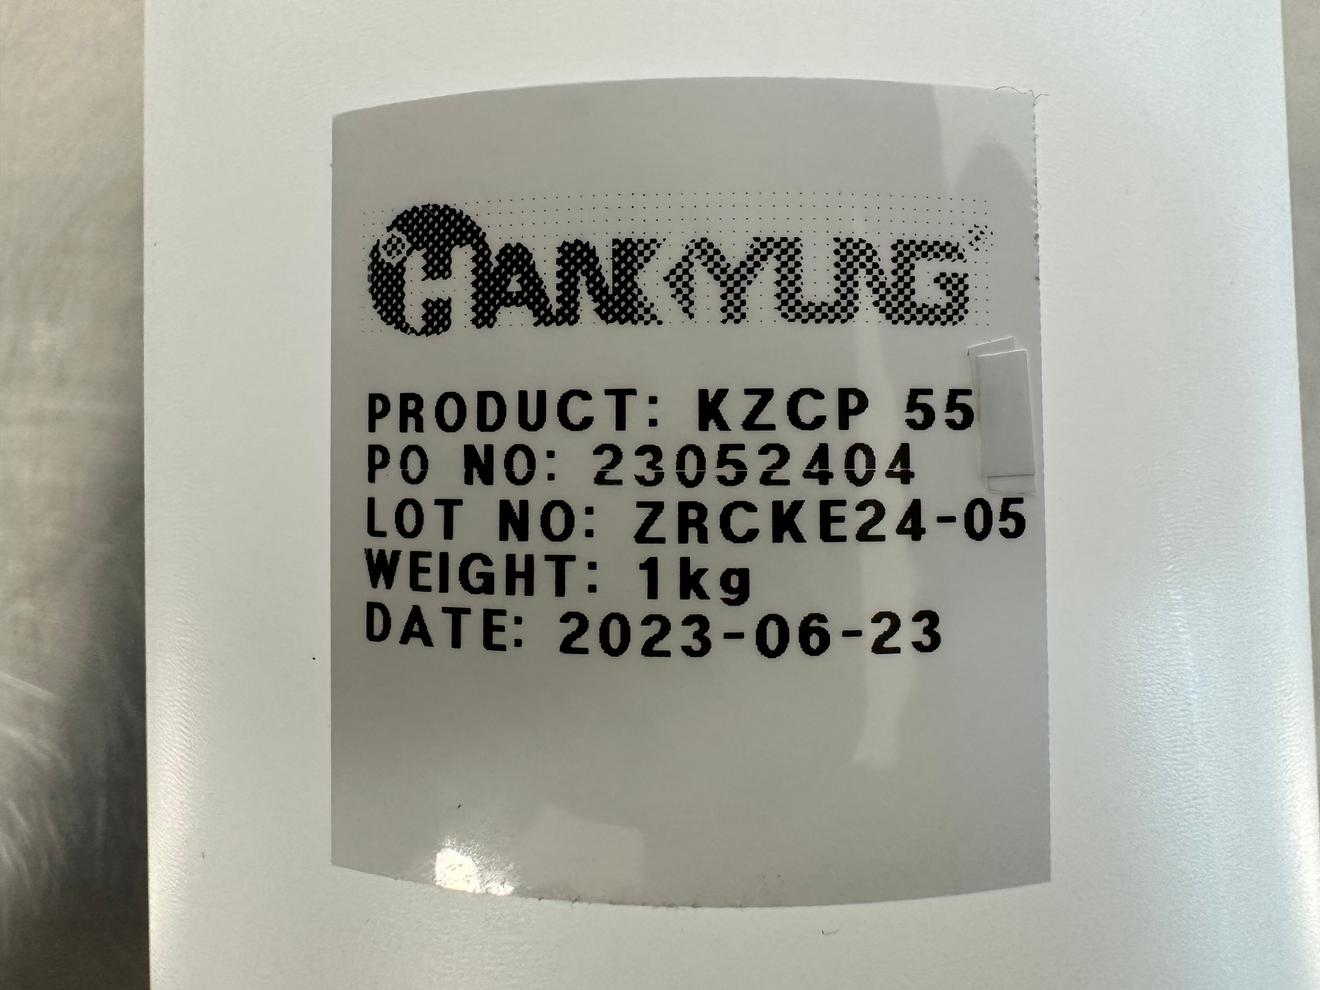 HANKYUNG
PRODUCT: KZCP 55
PO NO: 23052404
LOT NO: ZRCKE24-05
WEIGHT: 1kg
DATE: 2023-06-23